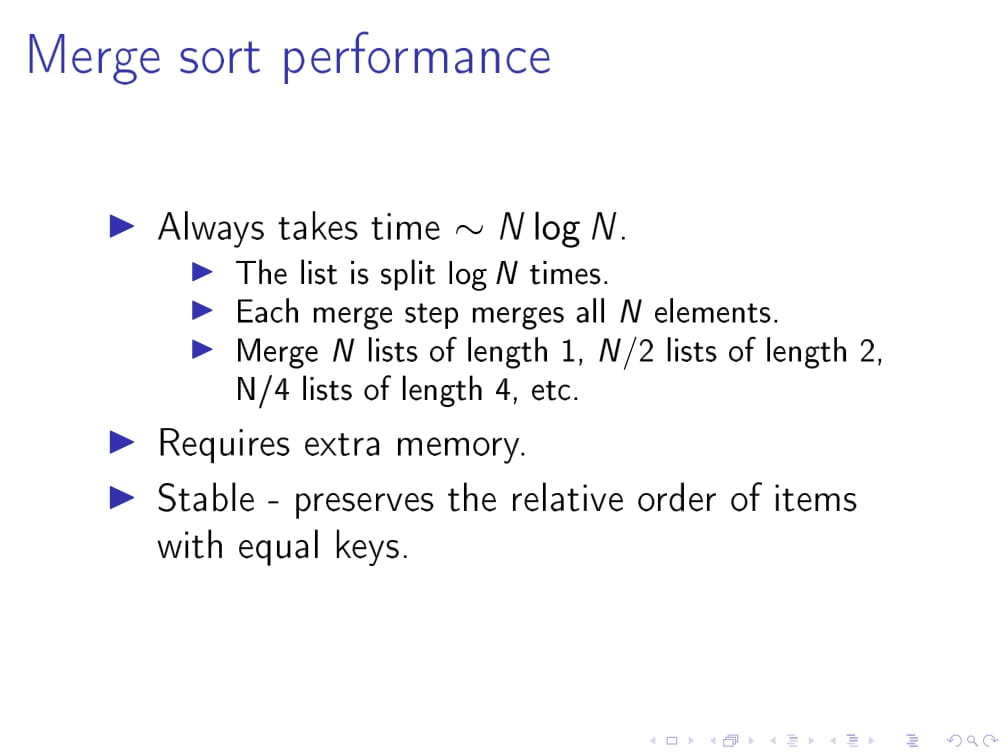 Merge sort performance
Always takes time ∼ N log N.
The list is split log N times.
Each merge step merges all N elements.
Merge N lists of length 1, N/2 lists of length 2,
N/4 lists of length 4, etc.
Requires extra memory.
Stable - preserves the relative order of items
with equal keys.